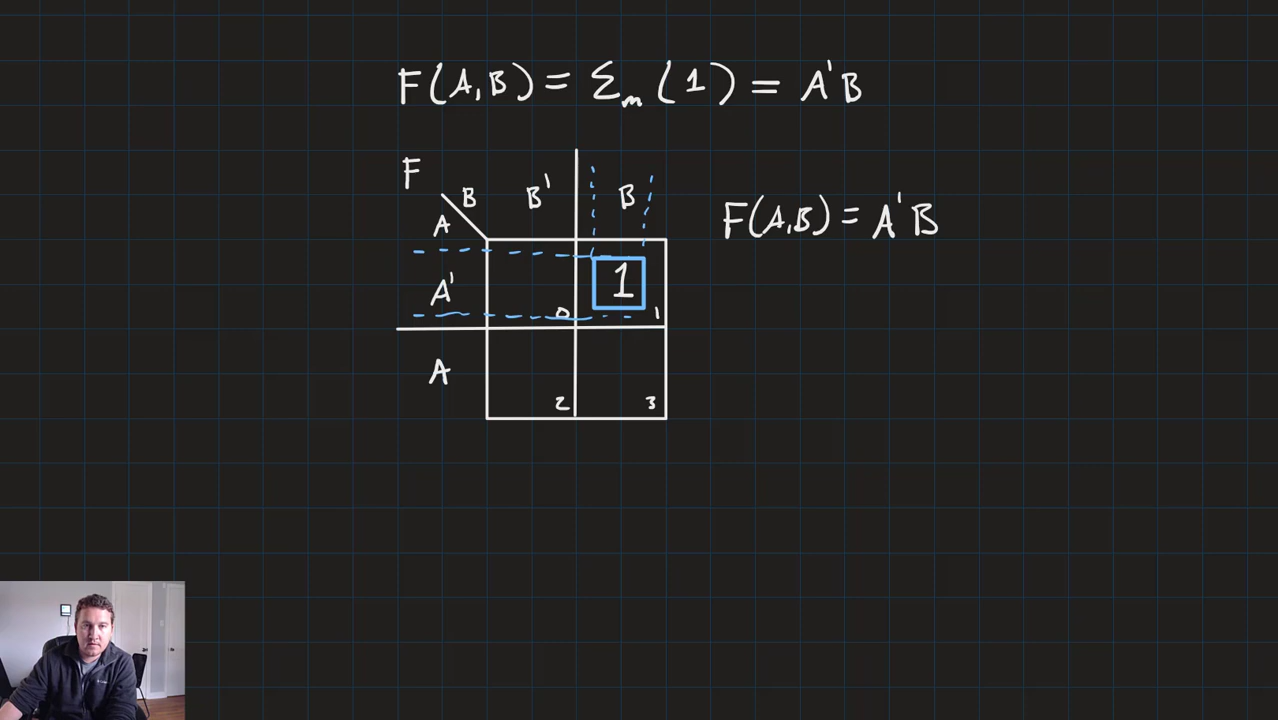 F(A,B) = Σm(1) = A'B
F
B
B'
B
A
F(A,B) = A'B
A'
1
0
1
A
2
3